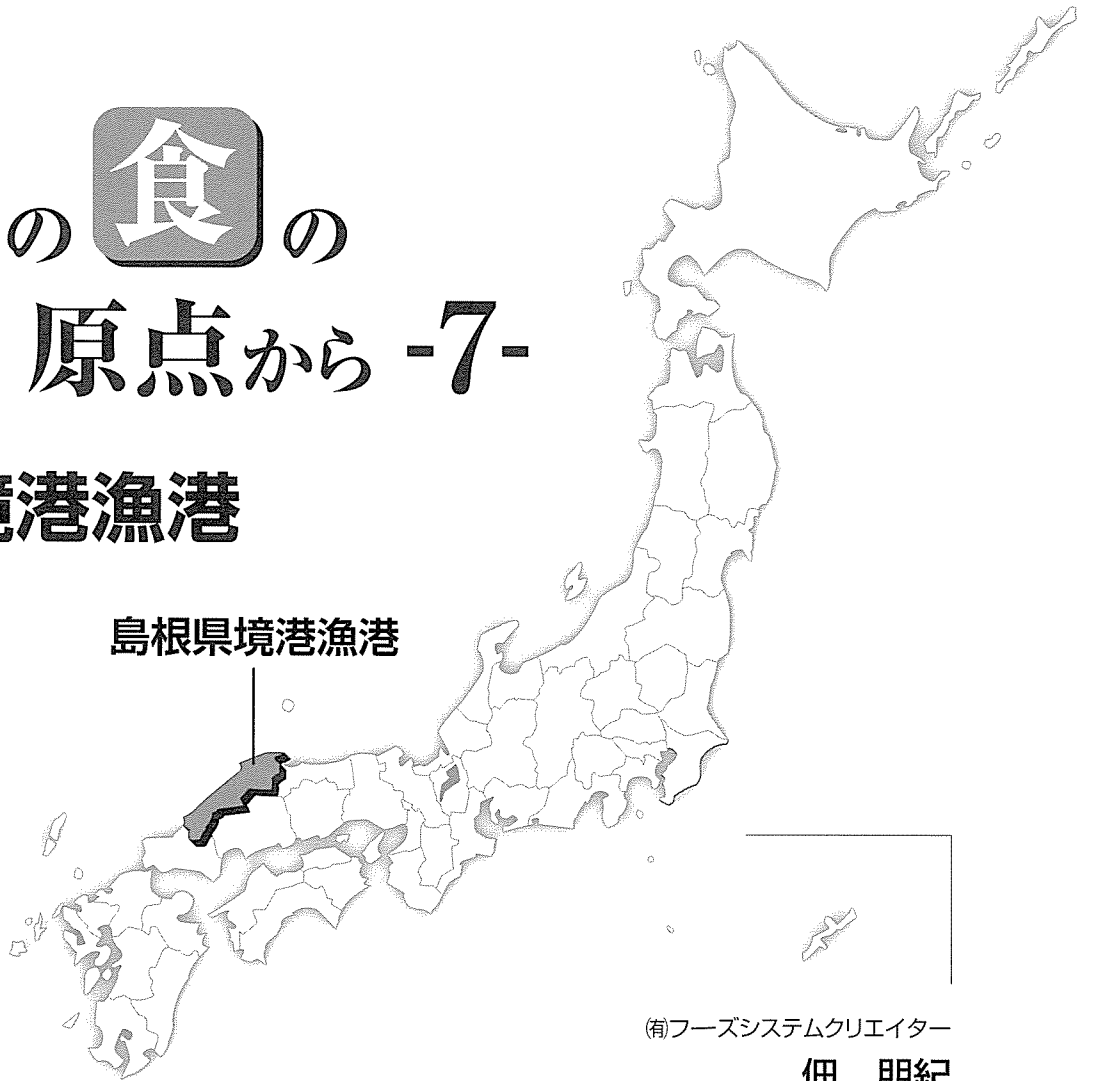 の食の
原点から -7-
境港漁港
島根県境港漁港
㈲フーズシステムクリエイター
佃 朋紀